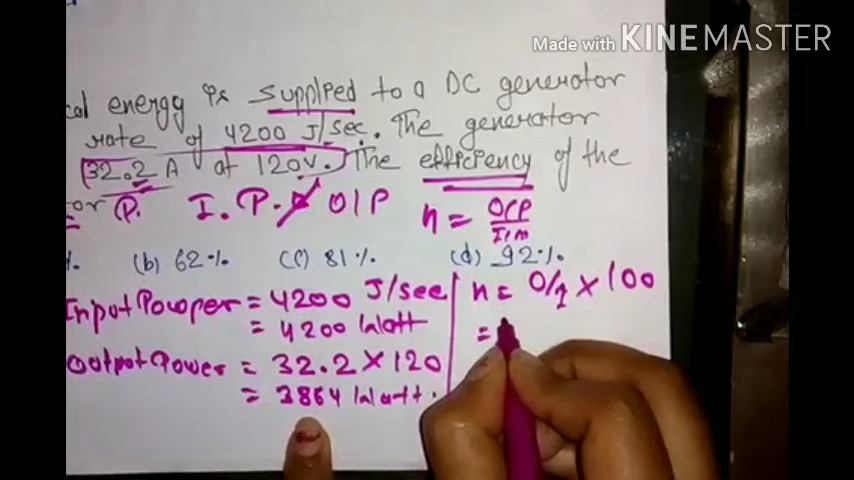 Made with KINEMASTER
cal energy is supplied to a DC generator
rate of 4200 J/sec. The generator
32.2 A at 120V. The efficiency of the
or P. I. P. O/P η = O/P
(b) 62% (c) 81% (d) 92%.
Input Powper = 4200 J/sec η = O/I × 100
= 4200 Watt =
Output Power = 32.2 × 120
= 3864 Watt.